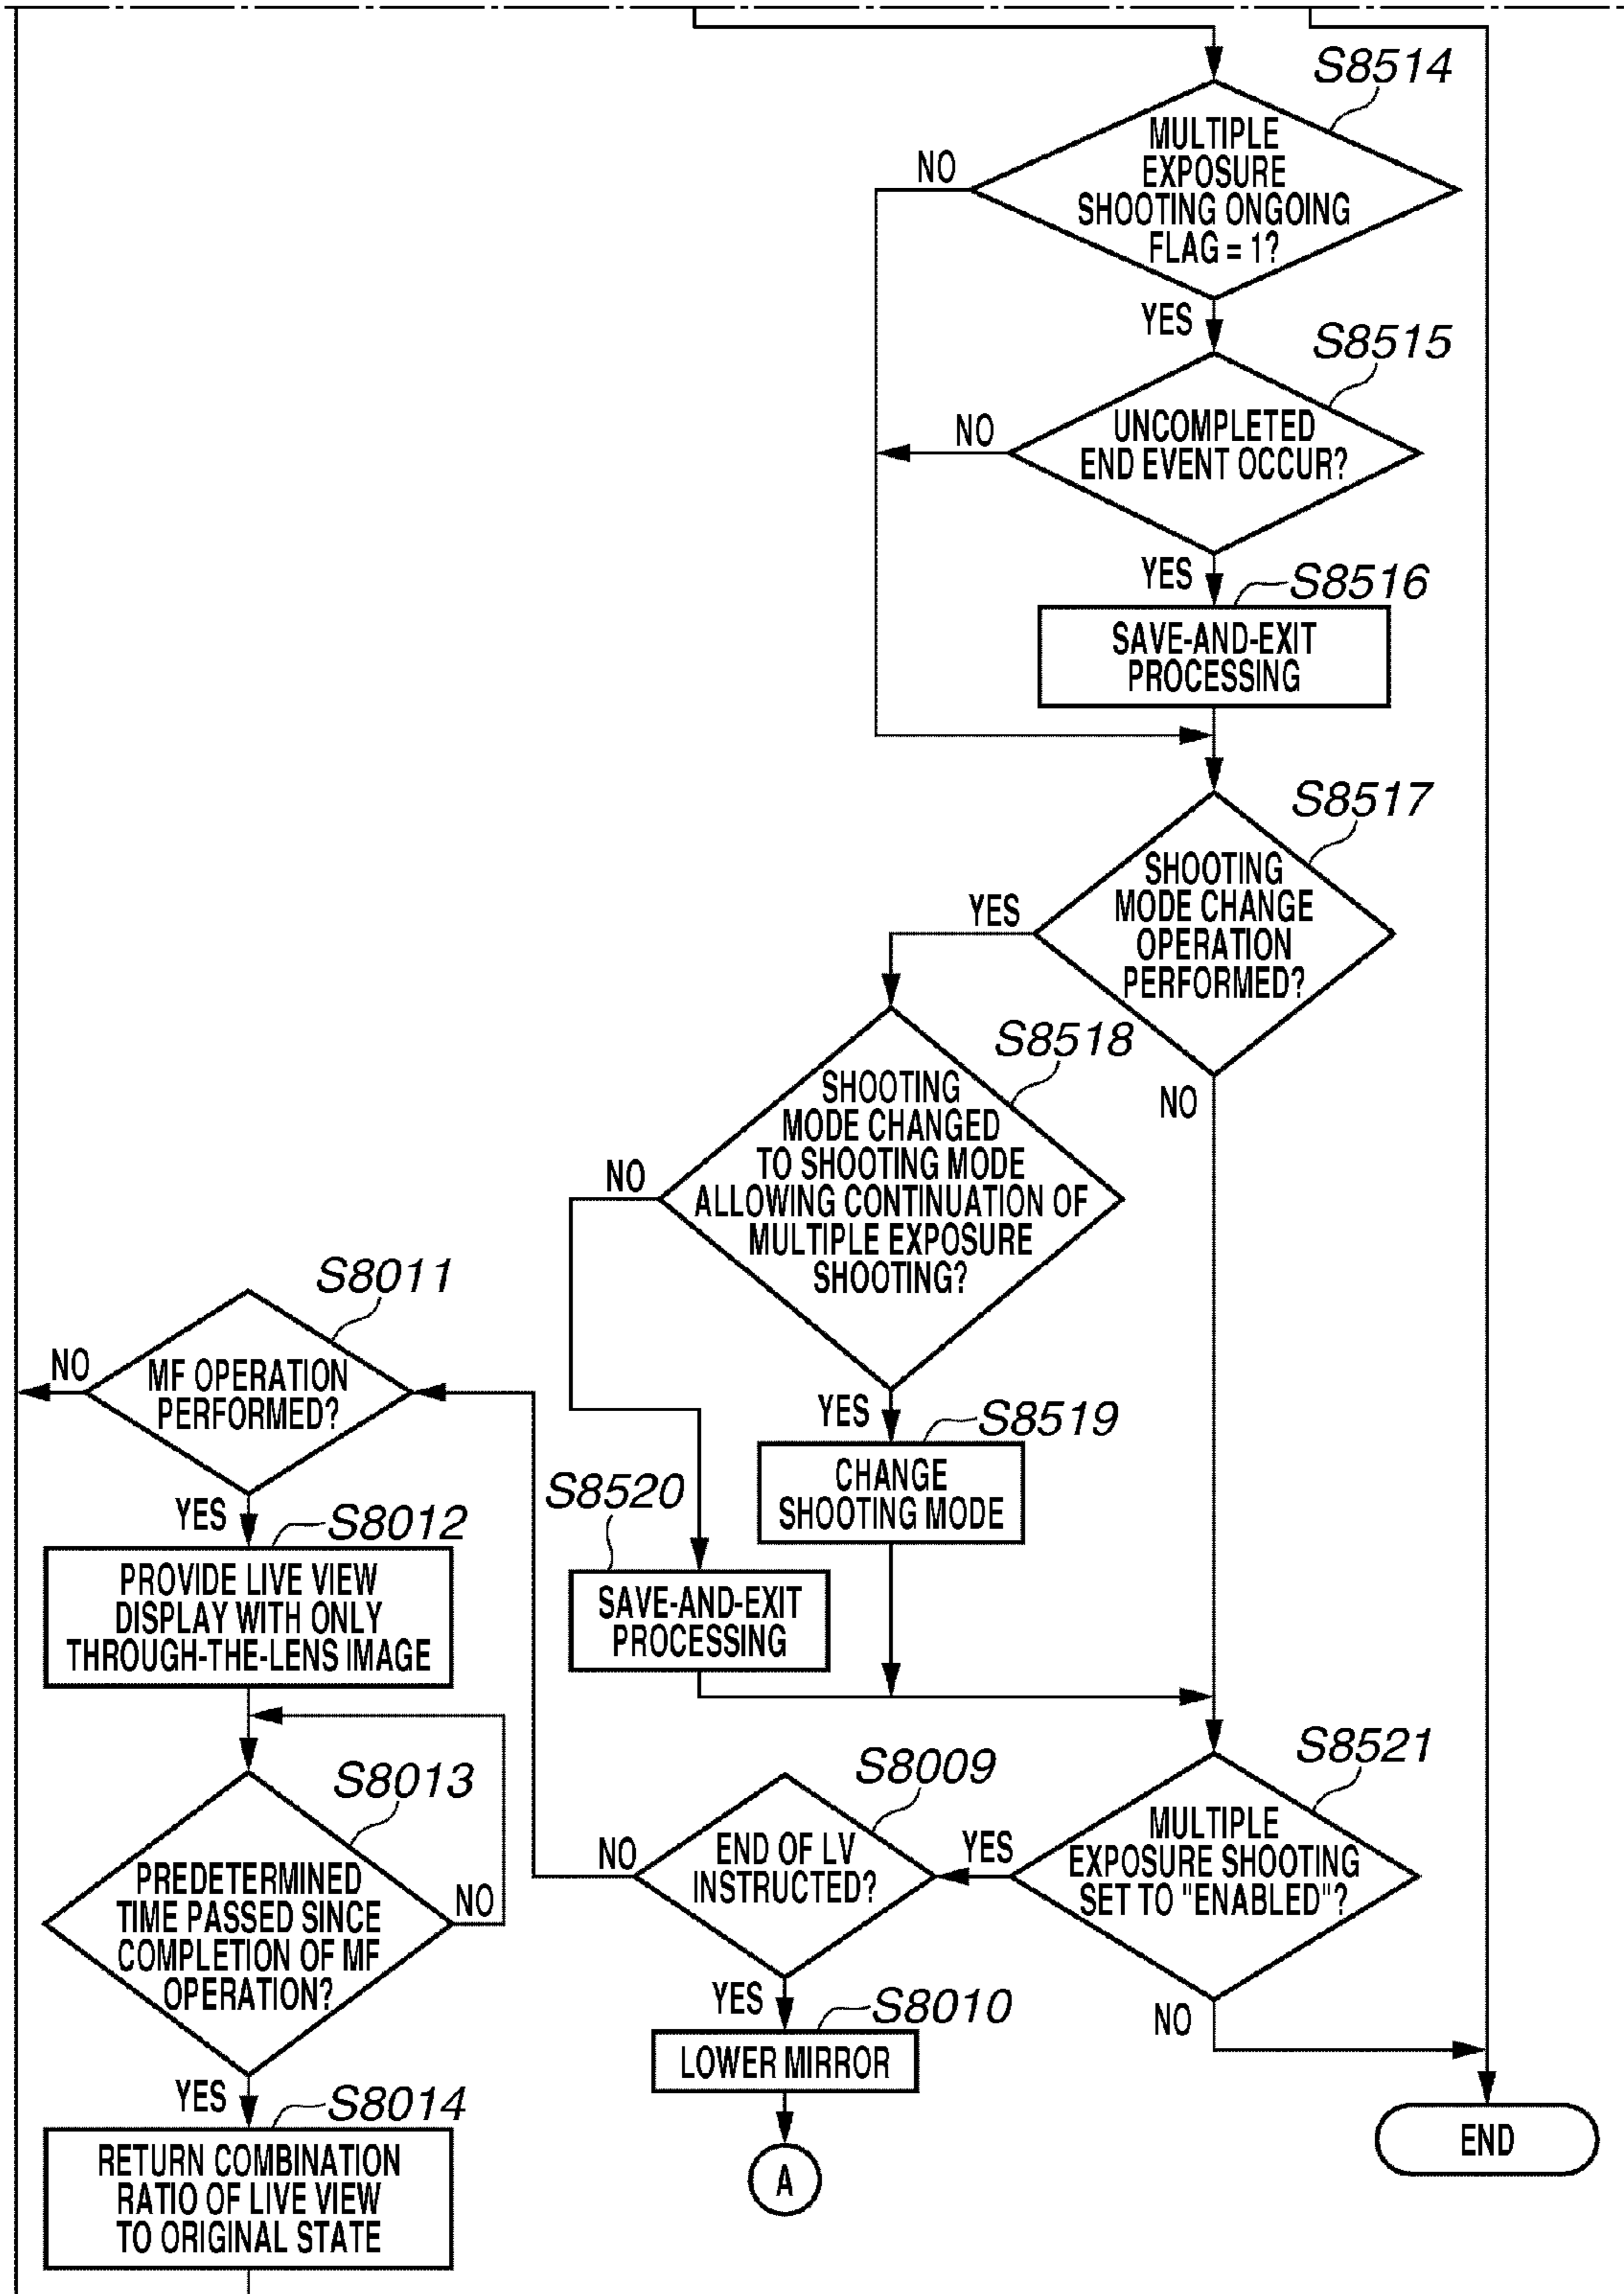 S8514
MULTIPLE
EXPOSURE
SHOOTING ONGOING
FLAG = 1?
NO
YES
S8515
UNCOMPLETED
END EVENT OCCUR?
NO
YES
S8516
SAVE-AND-EXIT
PROCESSING
S8517
SHOOTING
MODE CHANGE
OPERATION
PERFORMED?
YES
NO
S8518
SHOOTING
MODE CHANGED
TO SHOOTING MODE
ALLOWING CONTINUATION OF
MULTIPLE EXPOSURE
SHOOTING?
NO
YES
S8519
CHANGE
SHOOTING MODE
S8520
SAVE-AND-EXIT
PROCESSING
S8521
MULTIPLE
EXPOSURE SHOOTING
SET TO "ENABLED"?
YES
NO
END
S8009
END OF LV
INSTRUCTED?
NO
YES
S8010
LOWER MIRROR
A
S8011
MF OPERATION
PERFORMED?
NO
YES
S8012
PROVIDE LIVE VIEW
DISPLAY WITH ONLY
THROUGH-THE-LENS IMAGE
S8013
PREDETERMINED
TIME PASSED SINCE
COMPLETION OF MF
OPERATION?
NO
YES
S8014
RETURN COMBINATION
RATIO OF LIVE VIEW
TO ORIGINAL STATE